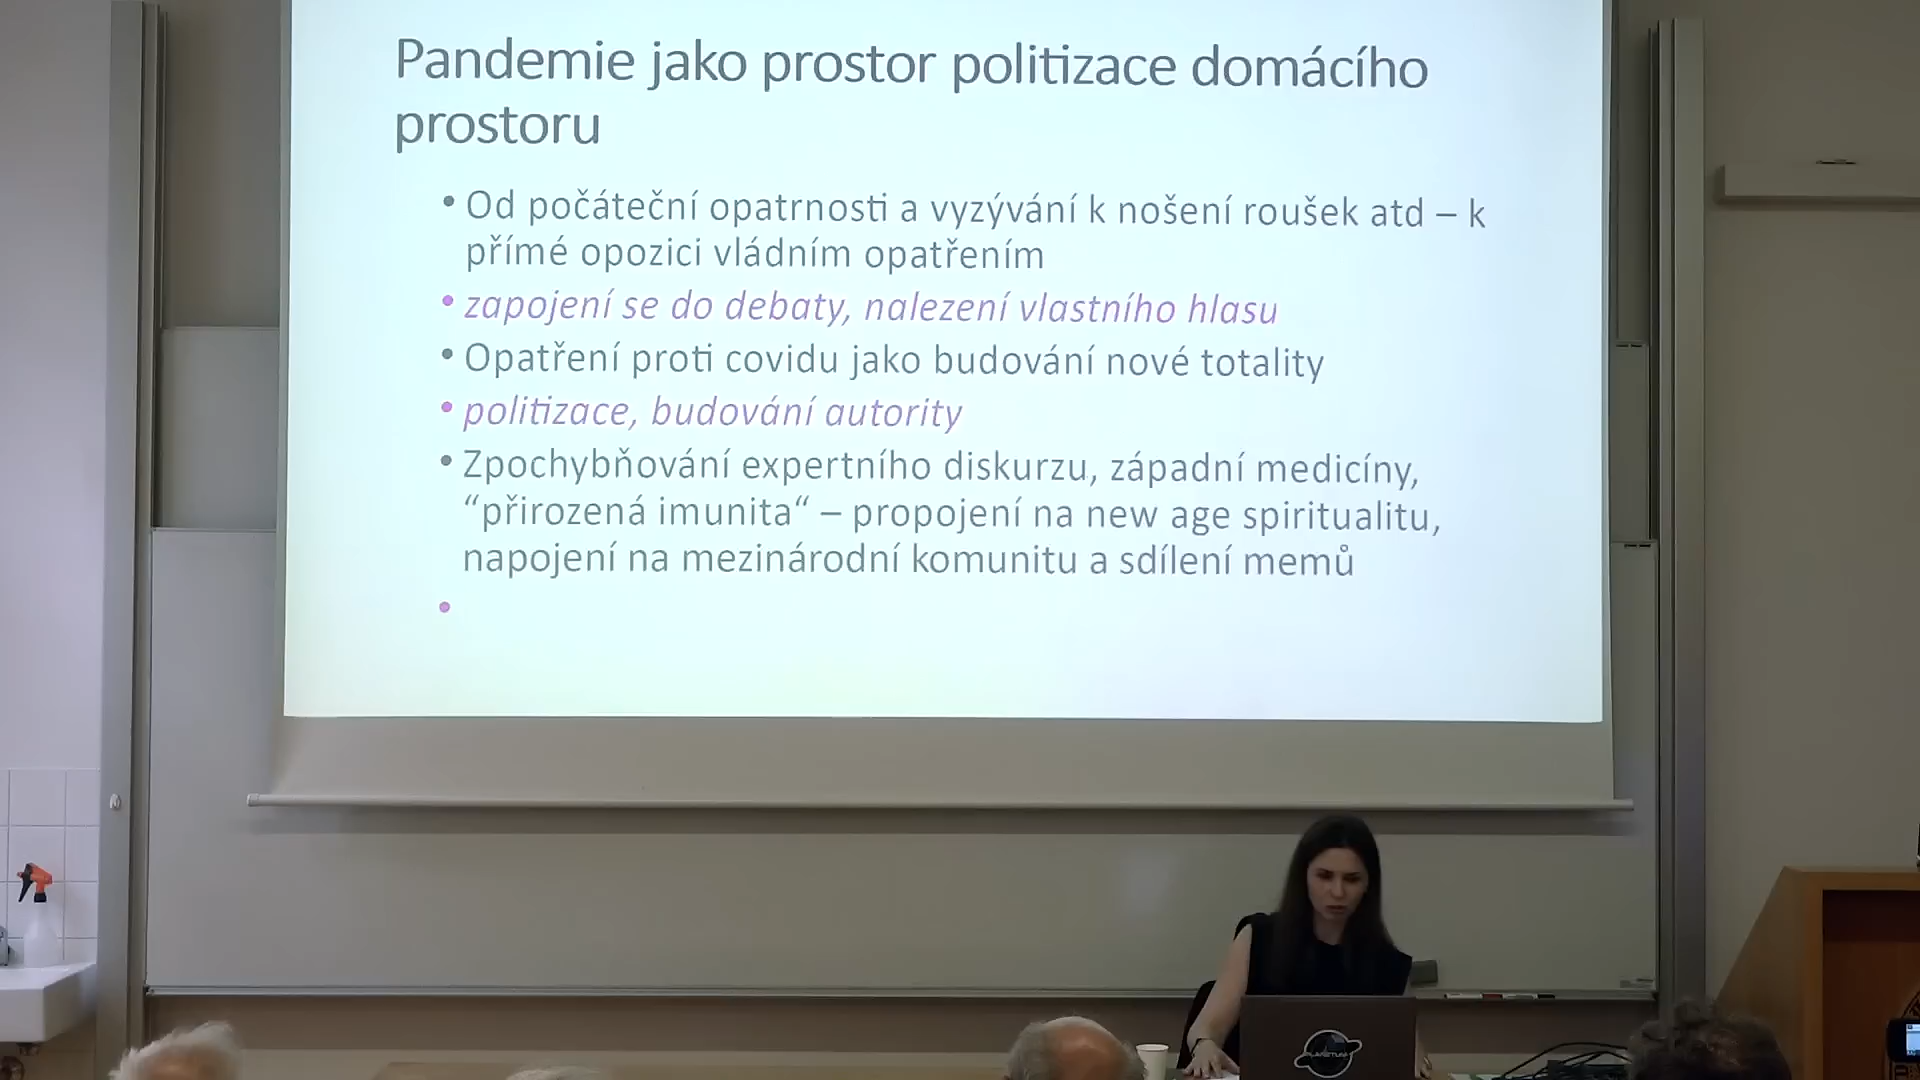 Pandemie jako prostor politizace domácího
prostoru
• Od počáteční opatrnosti a vyzývání k nošení roušek atd – k
přímé opozici vládním opatřením
• zapojení se do debaty, nalezení vlastního hlasu
• Opatření proti covidu jako budování nové totality
• politizace, budování autority
• Zpochybňování expertního diskurzu, západní medicíny,
“přirozená imunita“ – propojení na new age spiritualitu,
napojení na mezinárodní komunitu a sdílení memů
•